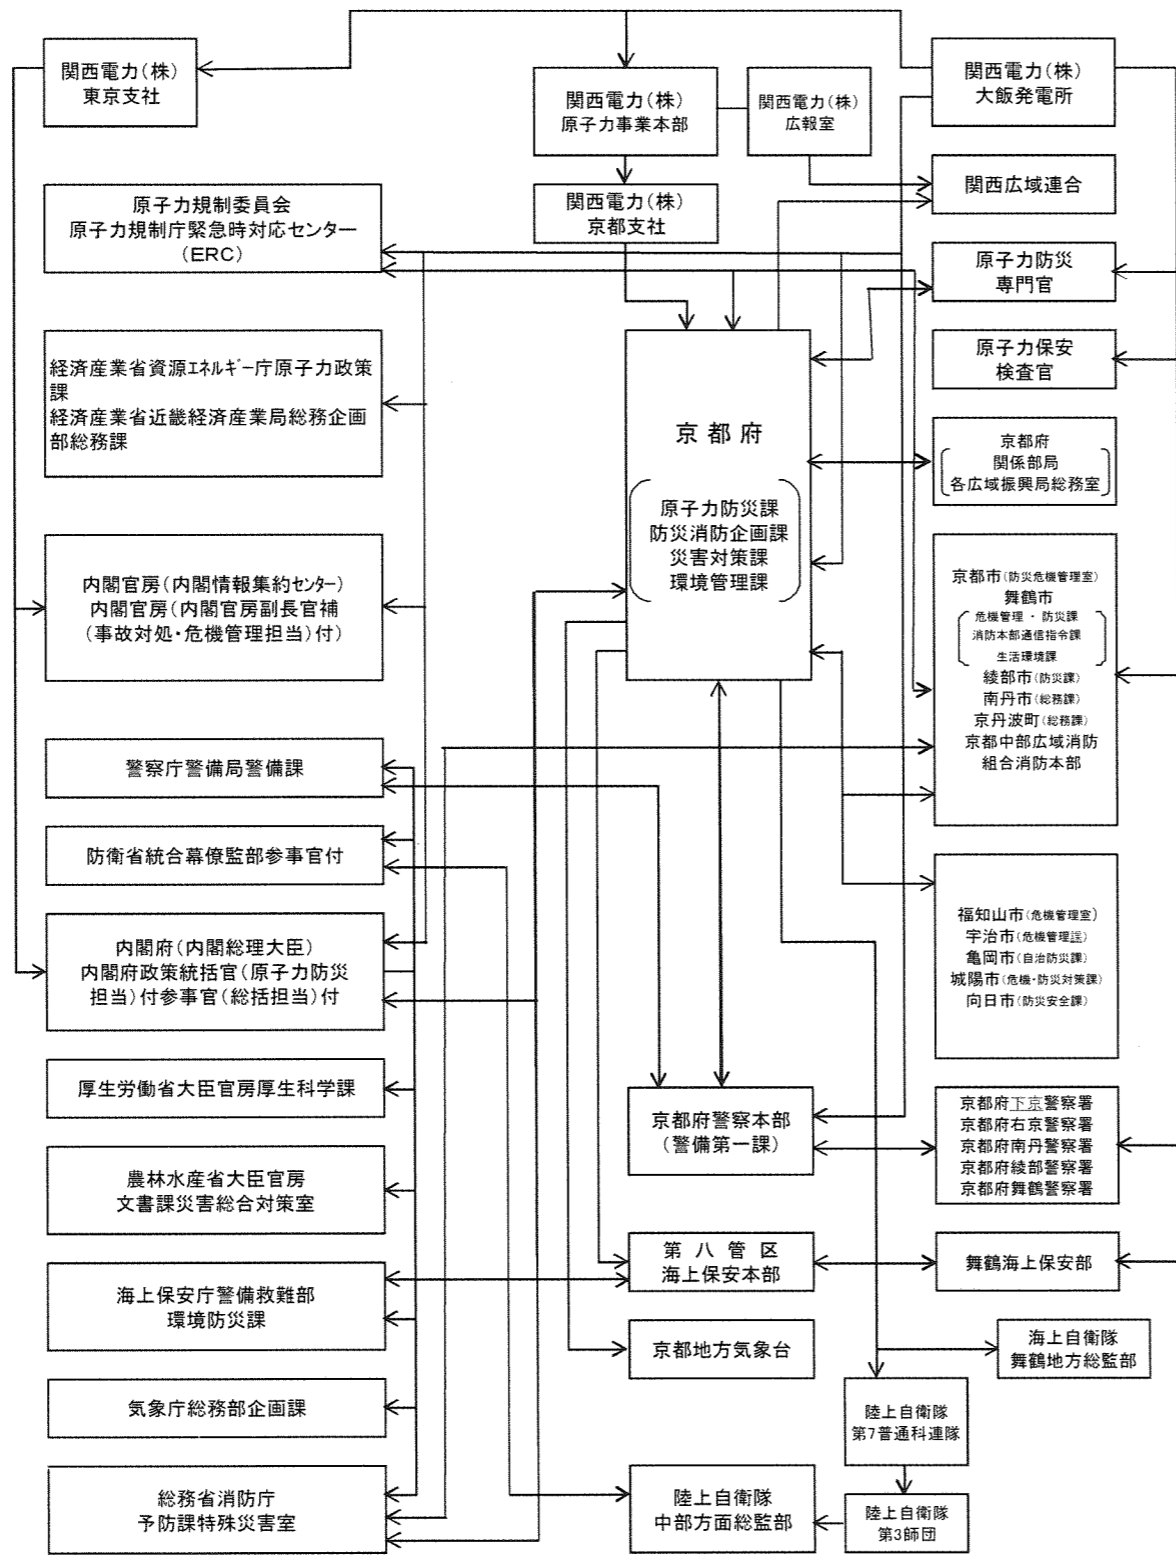 関西電力(株)
東京支社
関西電力(株)
原子力事業本部
関西電力(株)
広報室
関西電力(株)
大飯発電所
関西広域連合
関西電力(株)
京都支社
原子力規制委員会
原子力規制庁緊急時対応センター
(ERC)
原子力防災
専門官
原子力保安
検査官
経済産業省資源エネルギー庁原子力政策
課
経済産業省近畿経済産業局総務企画
部総務課
京都府
原子力防災課
防災消防企画課
災害対策課
環境管理課
京都府
関係部局
各広域振興局総務室
内閣官房(内閣情報集約センター)
内閣官房(内閣官房副長官補
(事故対処・危機管理担当)付)
京都市(防災危機管理室)
舞鶴市
危機管理・防災課
消防本部通信指令課
生活環境課
綾部市(防災課)
南丹市(総務課)
京丹波町(総務課)
京都中部広域消防
組合消防本部
警察庁警備局警備課
防衛省統合幕僚監部参事官付
内閣府(内閣総理大臣)
内閣府政策統括官(原子力防災
担当)付参事官(総括担当)付
福知山市(危機管理室)
宇治市(危機管理課)
亀岡市(自治防災課)
城陽市(危機・防災対策課)
向日市(防災安全課)
厚生労働省大臣官房厚生科学課
京都府警察本部
(警備第一課)
京都府下京警察署
京都府右京警察署
京都府南丹警察署
京都府綾部警察署
京都府舞鶴警察署
農林水産省大臣官房
文書課災害総合対策室
第八管区
海上保安本部
舞鶴海上保安部
海上保安庁警備救難部
環境防災課
京都地方気象台
海上自衛隊
舞鶴地方総監部
気象庁総務部企画課
陸上自衛隊
第7普通科連隊
総務省消防庁
予防課特殊災害室
陸上自衛隊
中部方面総監部
陸上自衛隊
第3師団